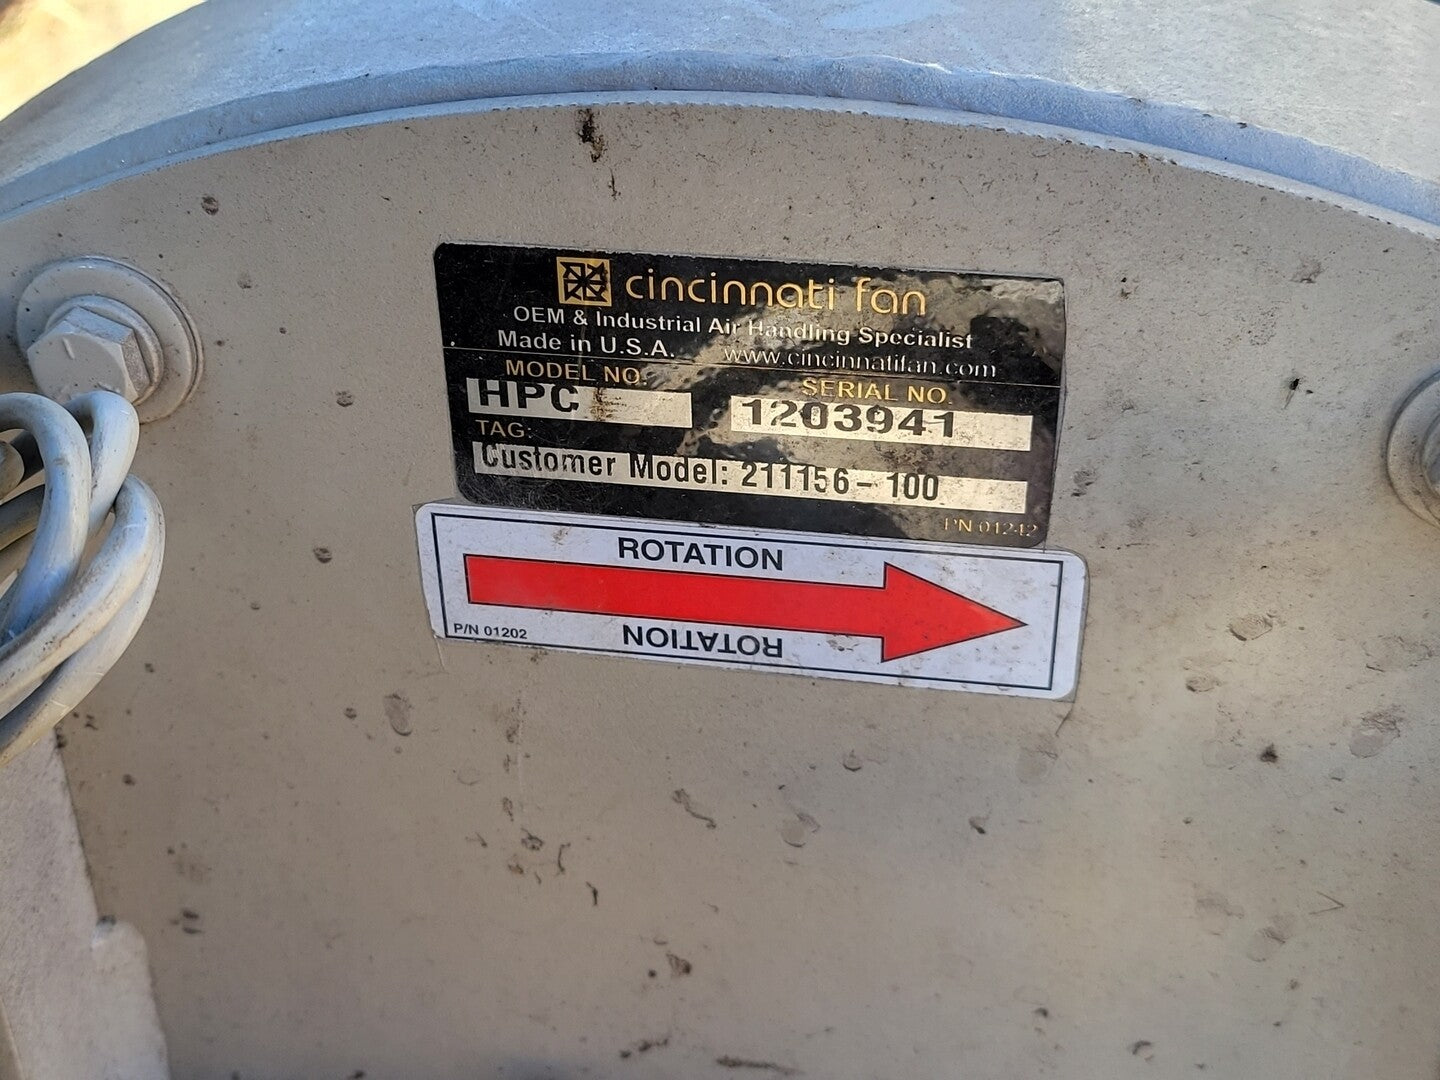 cincinnati fan
OEM & Industrial Air Handling Specialist
Made in U.S.A. www.cincinnatifan.com
MODEL NO. SERIAL NO.
HPC 1203941
TAG:
Customer Model: 211156-100
PN 01242
ROTATION
P/N 01202
ROTATION